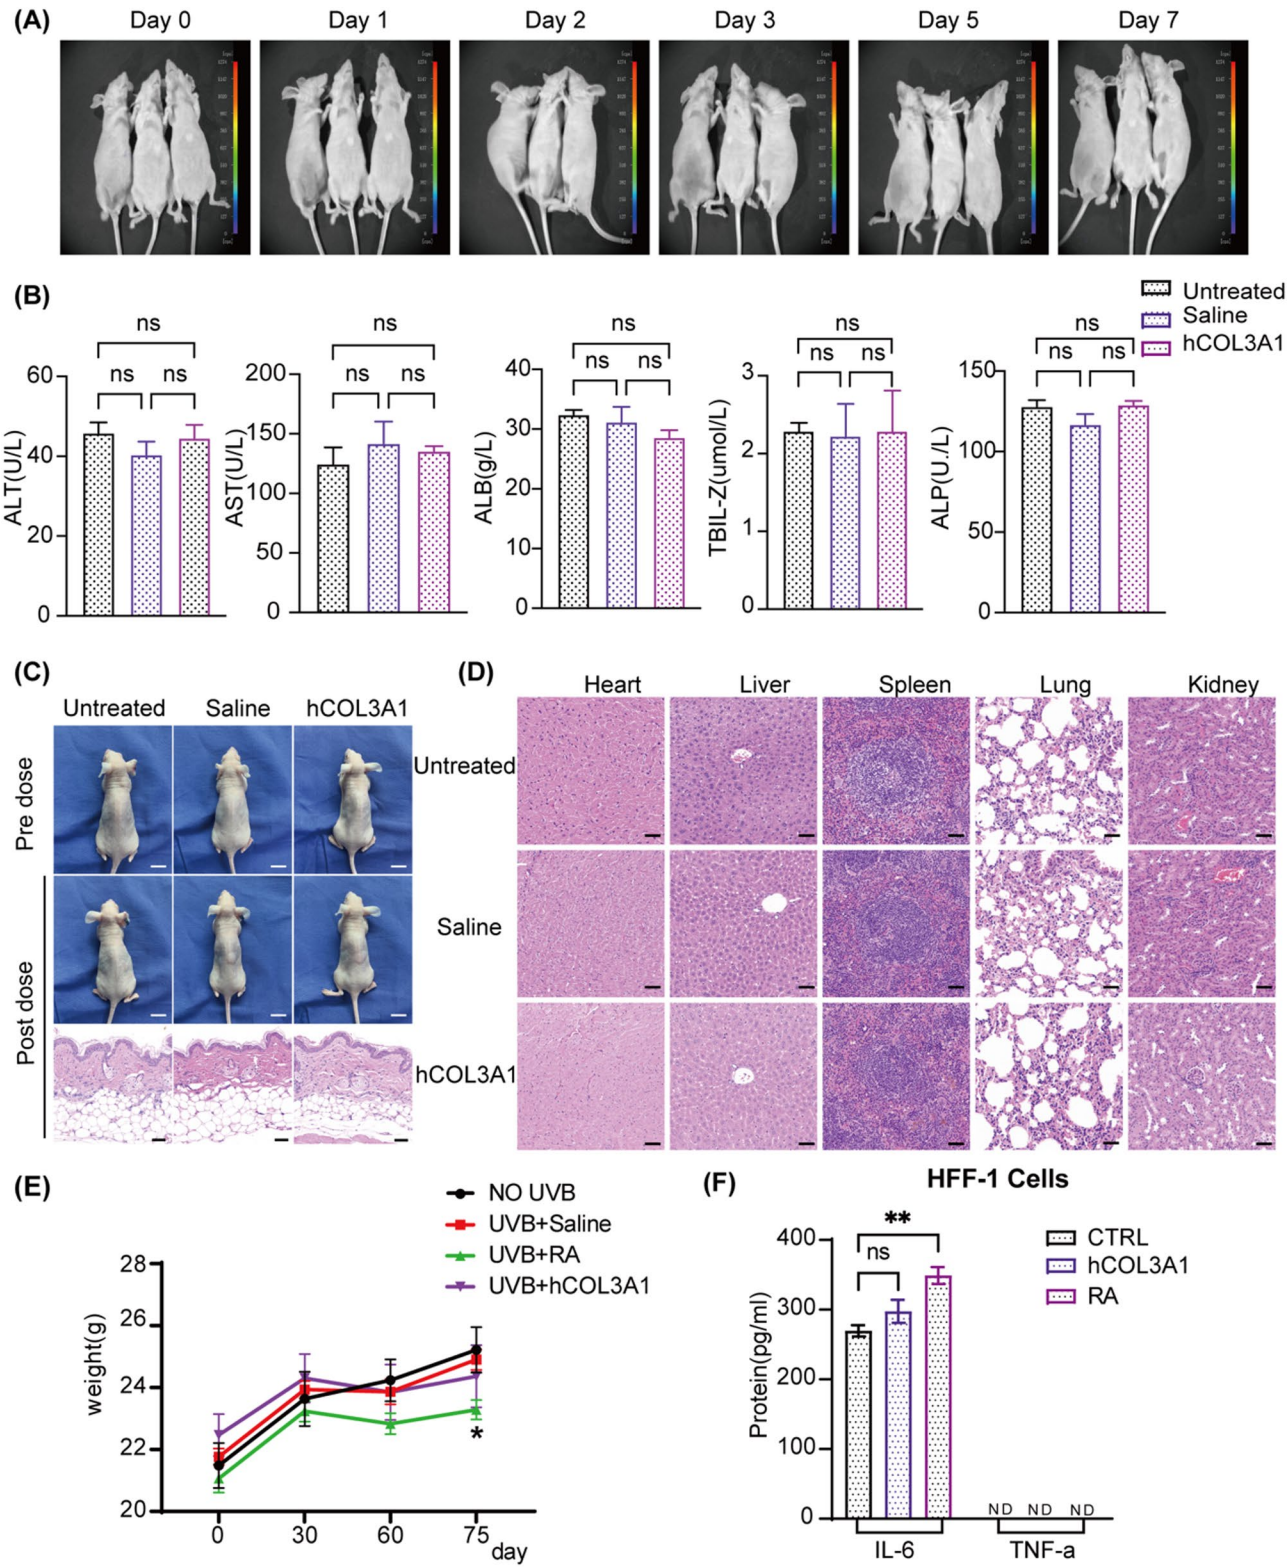 (A)
Day 0 Day 1 Day 2 Day 3 Day 5 Day 7
(B)
Untreated
Saline
hCOL3A1
ns ns ns
ALT(U/L)
60
40
20
0
ns ns ns
AST(U/L)
200
150
100
50
0
ns ns ns
ALB(g/L)
40
30
20
10
0
ns ns ns
TBIL-Z(umol/L)
3
2
1
0
ns ns ns
ALP(U./L)
150
100
50
0
(C)
Untreated Saline hCOL3A1
Pre dose
Post dose
(D)
Heart Liver Spleen Lung Kidney
Untreated
Saline
hCOL3A1
(E)
NO UVB
UVB+Saline
UVB+RA
UVB+hCOL3A1
weight(g)
28
26
24
22
20
*
0 30 60 75
day
(F)
HFF-1 Cells
CTRL
hCOL3A1
RA
**
ns
Protein(pg/ml)
400
300
200
100
0
ND ND ND
IL-6 TNF-a